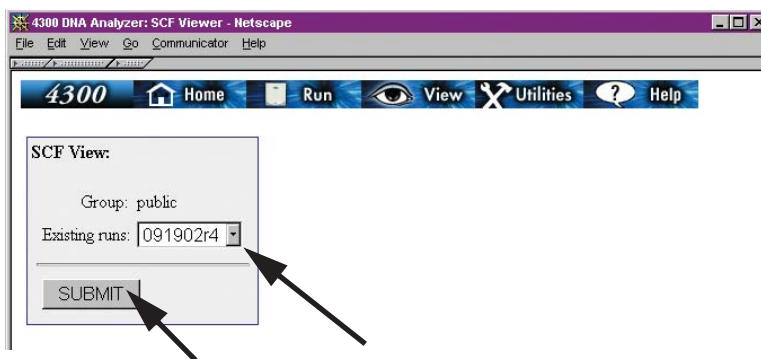 4300 DNA Analyzer: SCF Viewer - Netscape
File Edit View Go Communicator Help
4300 Home Run View Utilities ? Help
SCF View:
Group: public
Existing runs: 091902r4
SUBMIT